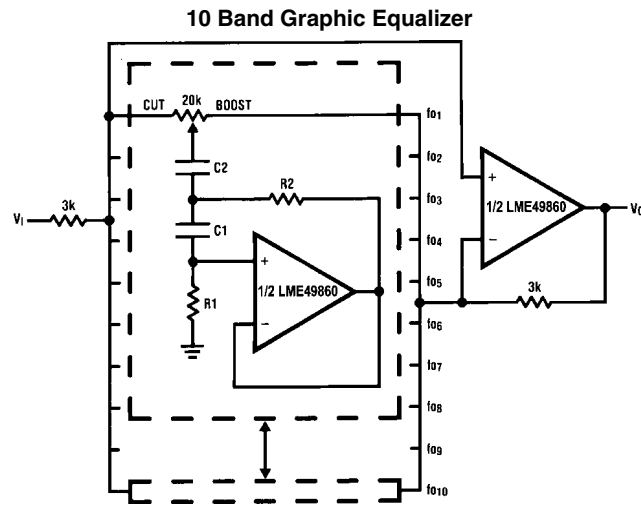 10 Band Graphic Equalizer
CUT
20k
BOOST
fo1
C2
fo2
R2
fo3
3k
VI
+
1/2 LME49860
VO
C1
fo4
−
+
1/2 LME49860
fo5
R1
3k
−
fo6
fo7
fo8
fo9
fo10